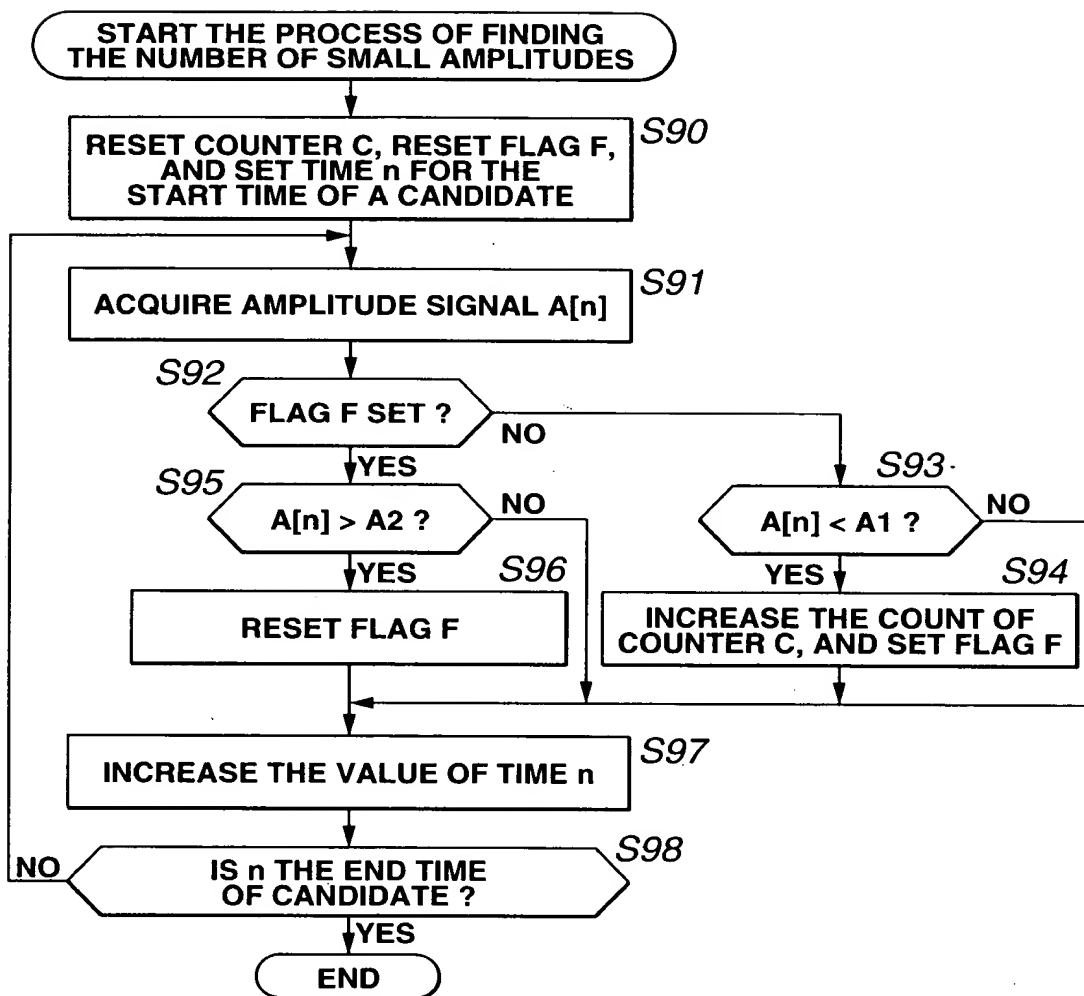 START THE PROCESS OF FINDING
THE NUMBER OF SMALL AMPLITUDES
S90
RESET COUNTER C, RESET FLAG F,
AND SET TIME n FOR THE
START TIME OF A CANDIDATE
S91
ACQUIRE AMPLITUDE SIGNAL A[n]
S92
FLAG F SET ?
NO
YES
S95
A[n] > A2 ?
NO
YES
S93
A[n] < A1 ?
NO
YES
S96
RESET FLAG F
S94
INCREASE THE COUNT OF
COUNTER C, AND SET FLAG F
S97
INCREASE THE VALUE OF TIME n
S98
NO
IS n THE END TIME
OF CANDIDATE ?
YES
END